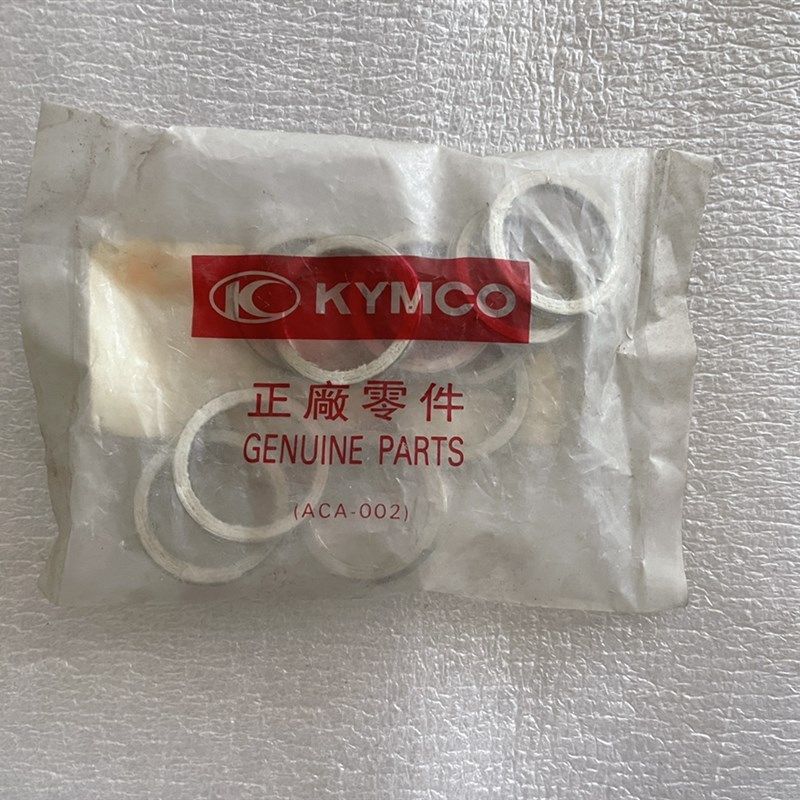 KYMCO
正廠零件
GENUINE PARTS
(ACA-002)